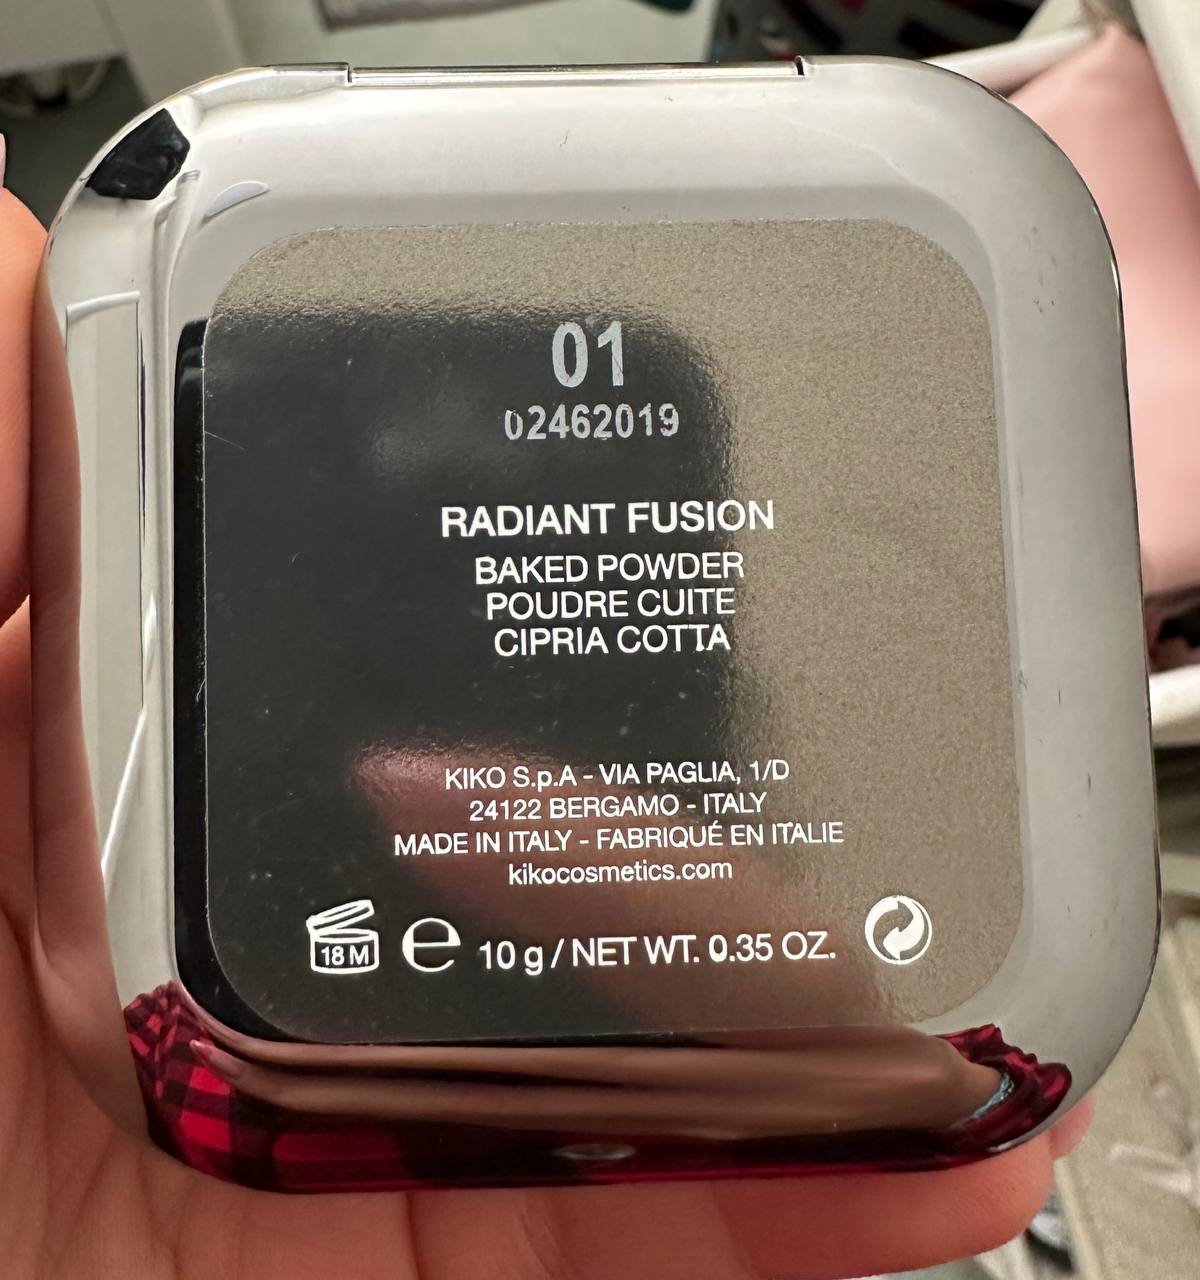 01
02462019
RADIANT FUSION
BAKED POWDER
POUDRE CUITE
CIPRIA COTTA
KIKO S.p.A - VIA PAGLIA, 1/D
24122 BERGAMO - ITALY
MADE IN ITALY - FABRIQUÉ EN ITALIE
kikocosmetics.com
18 M e 10 g / NET WT. 0.35 OZ.